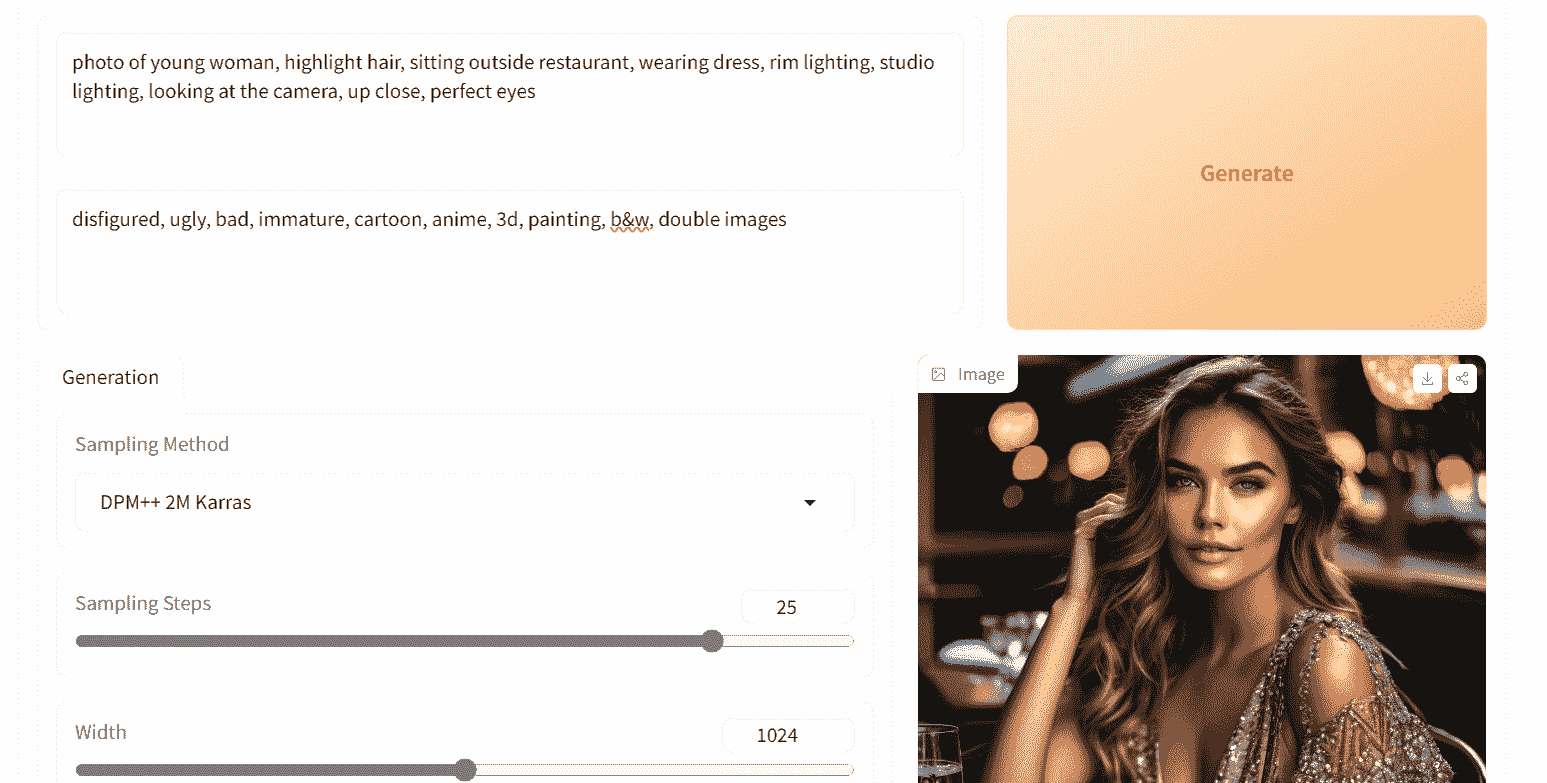 photo of young woman, highlight hair, sitting outside restaurant, wearing dress, rim lighting, studio
lighting, looking at the camera, up close, perfect eyes
Generate
disfigured, ugly, bad, immature, cartoon, anime, 3d, painting, b&w, double images
Generation
Image
Sampling Method
DPM++ 2M Karras
Sampling Steps
25
Width
1024